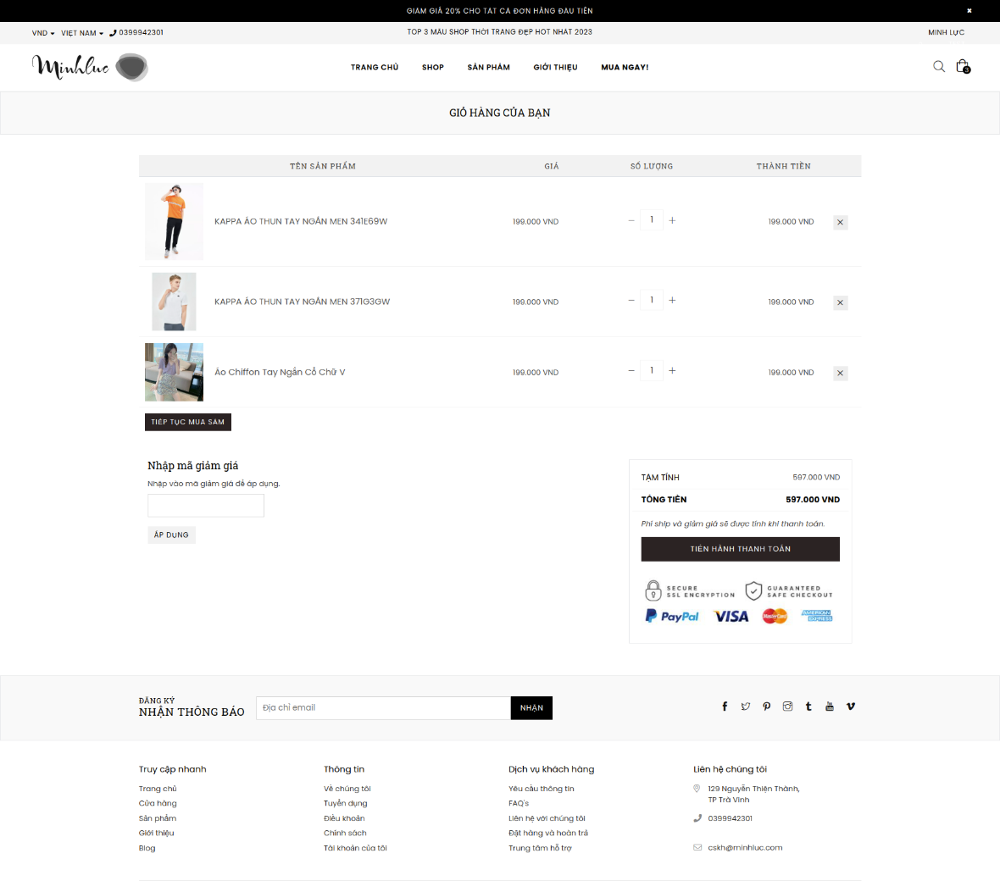 GIẢM GIÁ 20% CHO TẤT CẢ ĐƠN HÀNG ĐẦU TIÊN
VND VIỆT NAM 0399942301
TOP 3 MẪU SHOP THỜI TRANG ĐẸP HOT NHẤT 2023
MINH LỰC
Minhluc
TRANG CHỦ SHOP SẢN PHẨM GIỚI THIỆU MUA NGAY!
3
GIỎ HÀNG CỦA BẠN
TÊN SẢN PHẨM GIÁ SỐ LƯỢNG THÀNH TIỀN
KAPPA ÁO THUN TAY NGẮN MEN 341E69W 199.000 VND − 1 + 199.000 VND ×
KAPPA ÁO THUN TAY NGẮN MEN 371G3GW 199.000 VND − 1 + 199.000 VND ×
Áo Chiffon Tay Ngắn Cổ Chữ V 199.000 VND − 1 + 199.000 VND ×
TIẾP TỤC MUA SẮM
Nhập mã giảm giá
Nhập vào mã giảm giá để áp dụng.
ÁP DỤNG
TẠM TÍNH 597.000 VND
TỔNG TIỀN 597.000 VND
Phí ship và giảm giá sẽ được tính khi thanh toán.
TIẾN HÀNH THANH TOÁN
SECURE
SSL ENCRYPTION
GUARANTEED
SAFE CHECKOUT
PayPal VISA MasterCard AMERICAN EXPRESS
ĐĂNG KÝ
NHẬN THÔNG BÁO
Địa chỉ email NHẬN
Truy cập nhanh
Trang chủ
Cửa hàng
Sản phẩm
Giới thiệu
Blog
Thông tin
Về chúng tôi
Tuyển dụng
Điều khoản
Chính sách
Tài khoản của tôi
Dịch vụ khách hàng
Yêu cầu thông tin
FAQ's
Liên hệ với chúng tôi
Đặt hàng và hoàn trả
Trung tâm hỗ trợ
Liên hệ chúng tôi
129 Nguyễn Thiện Thành,
TP Trà Vinh
0399942301
cskh@minhluc.com